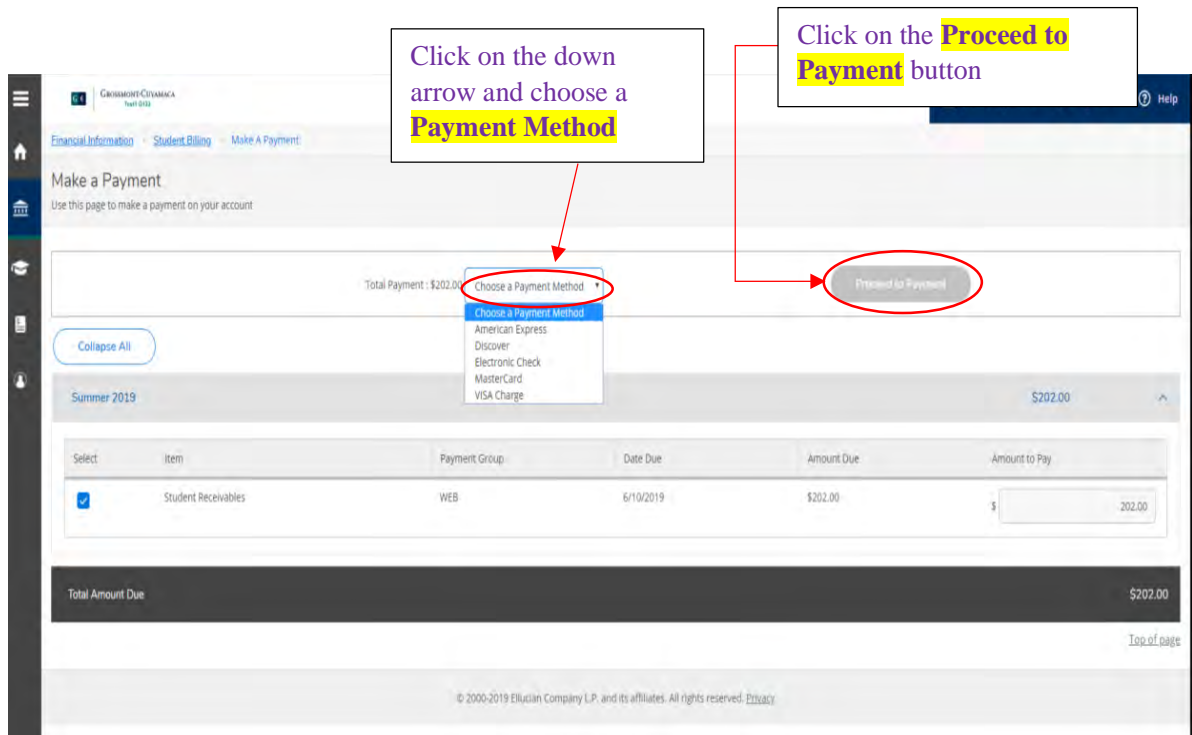 Click on the down
arrow and choose a
Payment Method
Click on the Proceed to
Payment button
GROSSMONT-CUYAMACA
Help
Financial Information Student Billing Make A Payment
Make a Payment
Use this page to make a payment on your account
Total Payment : $202.00 Choose a Payment Method Proceed to Payment
Choose a Payment Method
American Express
Discover
Electronic Check
MasterCard
VISA Charge
Collapse All
Summer 2019 $202.00
Select Item Payment Group Date Due Amount Due Amount to Pay
Student Receivables WEB 6/10/2019 $202.00 $ 202.00
Total Amount Due $202.00
Top of page
© 2000-2019 Ellucian Company L.P. and its affiliates. All rights reserved. Privacy